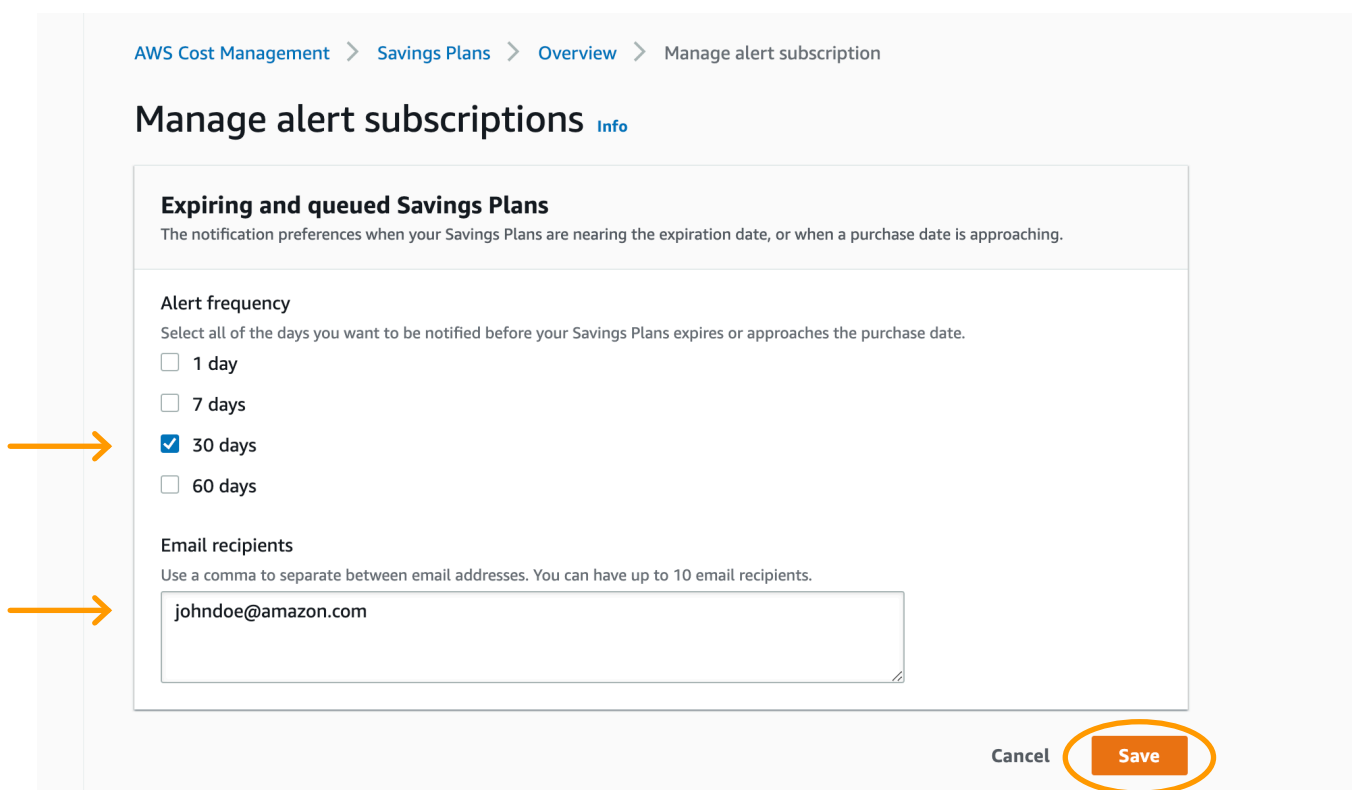 AWS Cost Management > Savings Plans > Overview > Manage alert subscription
Manage alert subscriptions Info
Expiring and queued Savings Plans
The notification preferences when your Savings Plans are nearing the expiration date, or when a purchase date is approaching.
Alert frequency
Select all of the days you want to be notified before your Savings Plans expires or approaches the purchase date.
1 day
7 days
30 days
60 days
Email recipients
Use a comma to separate between email addresses. You can have up to 10 email recipients.
johndoe@amazon.com
Cancel Save